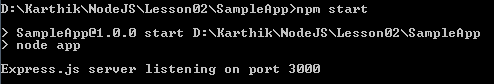 D:\Karthik\NodeJS\Lesson02\SampleApp>npm start
> SampleApp@1.0.0 start D:\Karthik\NodeJS\Lesson02\SampleApp
> node app
Express.js server listening on port 3000